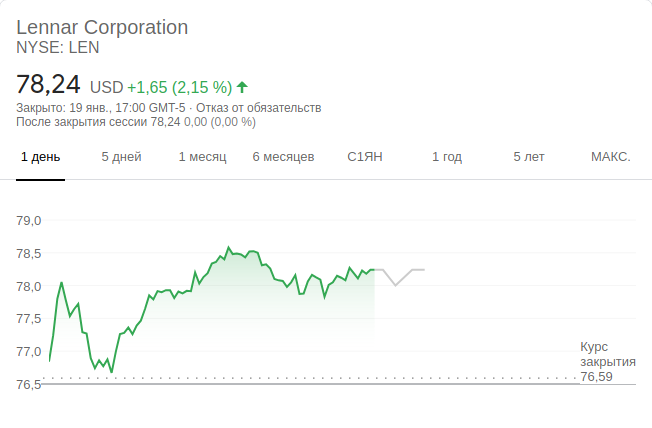 Lennar Corporation
NYSE: LEN
78,24 USD +1,65 (2,15 %)
Закрыто: 19 янв., 17:00 GMT-5 · Отказ от обязательств
После закрытия сессии 78,24 0,00 (0,00 %)
1 день 5 дней 1 месяц 6 месяцев С1ЯН 1 год 5 лет МАКС.
79,0
78,5
78,0
77,5
77,0
76,5
Курс
закрытия
76,59